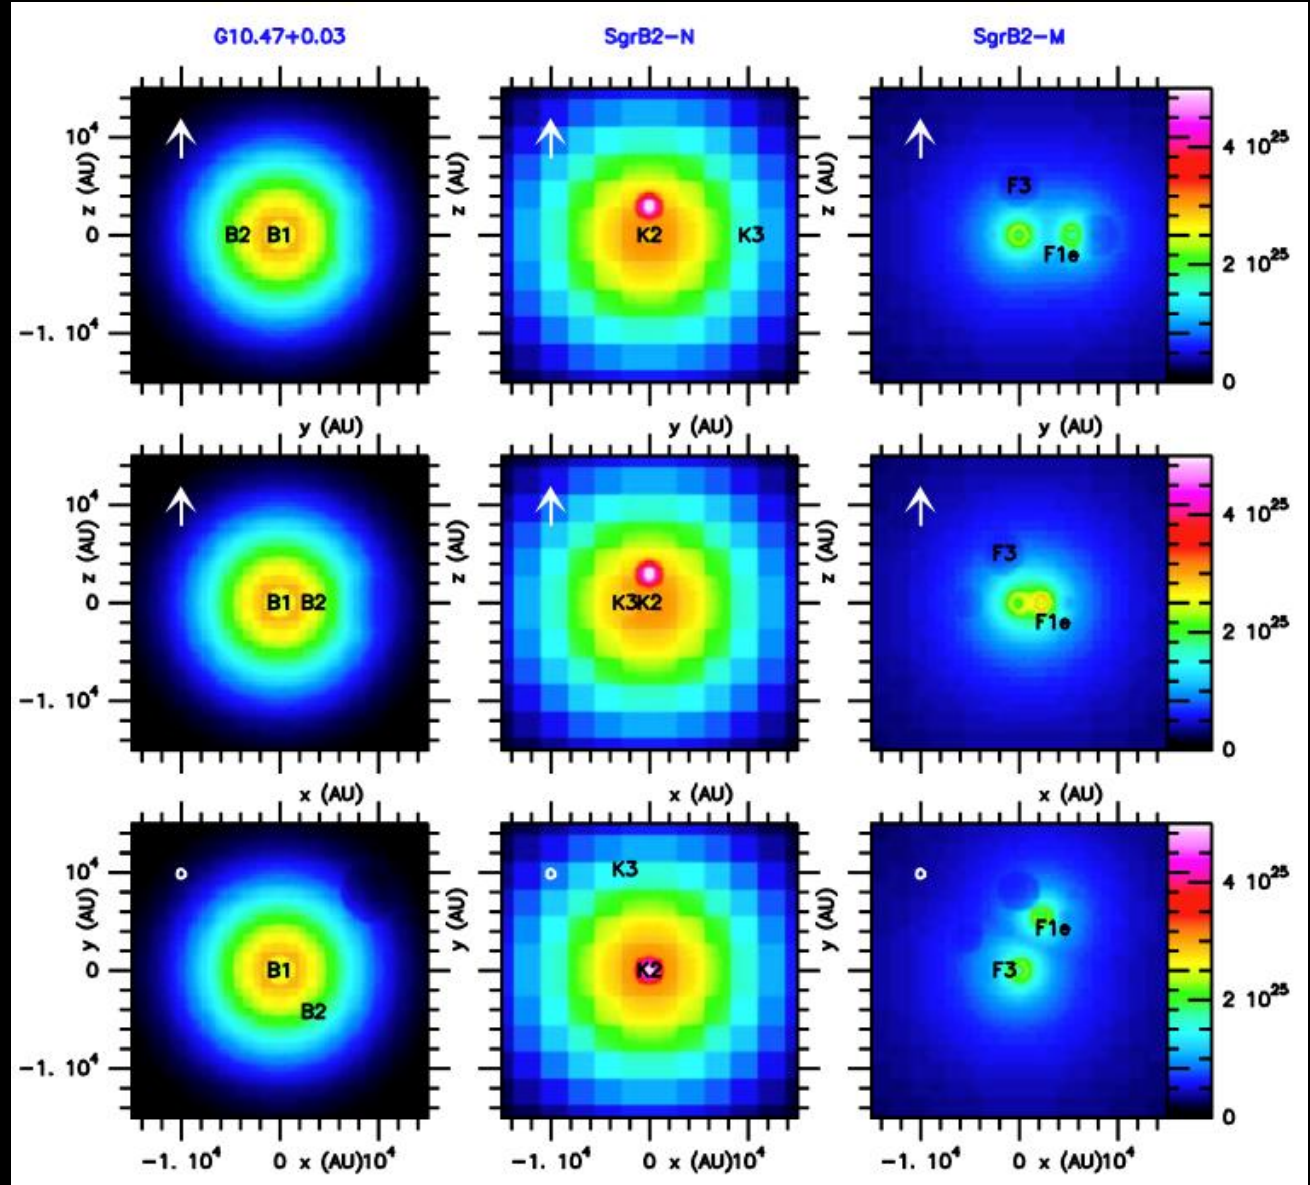 G10.47+0.03 SgrB2-N SgrB2-M
10⁴ 4 10²⁵
z (AU) z (AU) z (AU) F3
B2 B1 K2 K3
0 F1e 2 10²⁵
-1. 10⁴
0
y (AU) y (AU) y (AU)
10⁴ 4 10²⁵
z (AU) z (AU) z (AU) F3
0 B1 B2 K3K2
F1e 2 10²⁵
-1. 10⁴
0
x (AU) x (AU) x (AU)
10⁴ K3 4 10²⁵
y (AU) y (AU) y (AU) F1e
0 B1 K2 F3
B2 2 10²⁵
-1. 10⁴
0
-1. 10⁴ 0 x (AU)10⁴ -1. 10⁴ 0 x (AU)10⁴ -1. 10⁴ 0 x (AU)10⁴